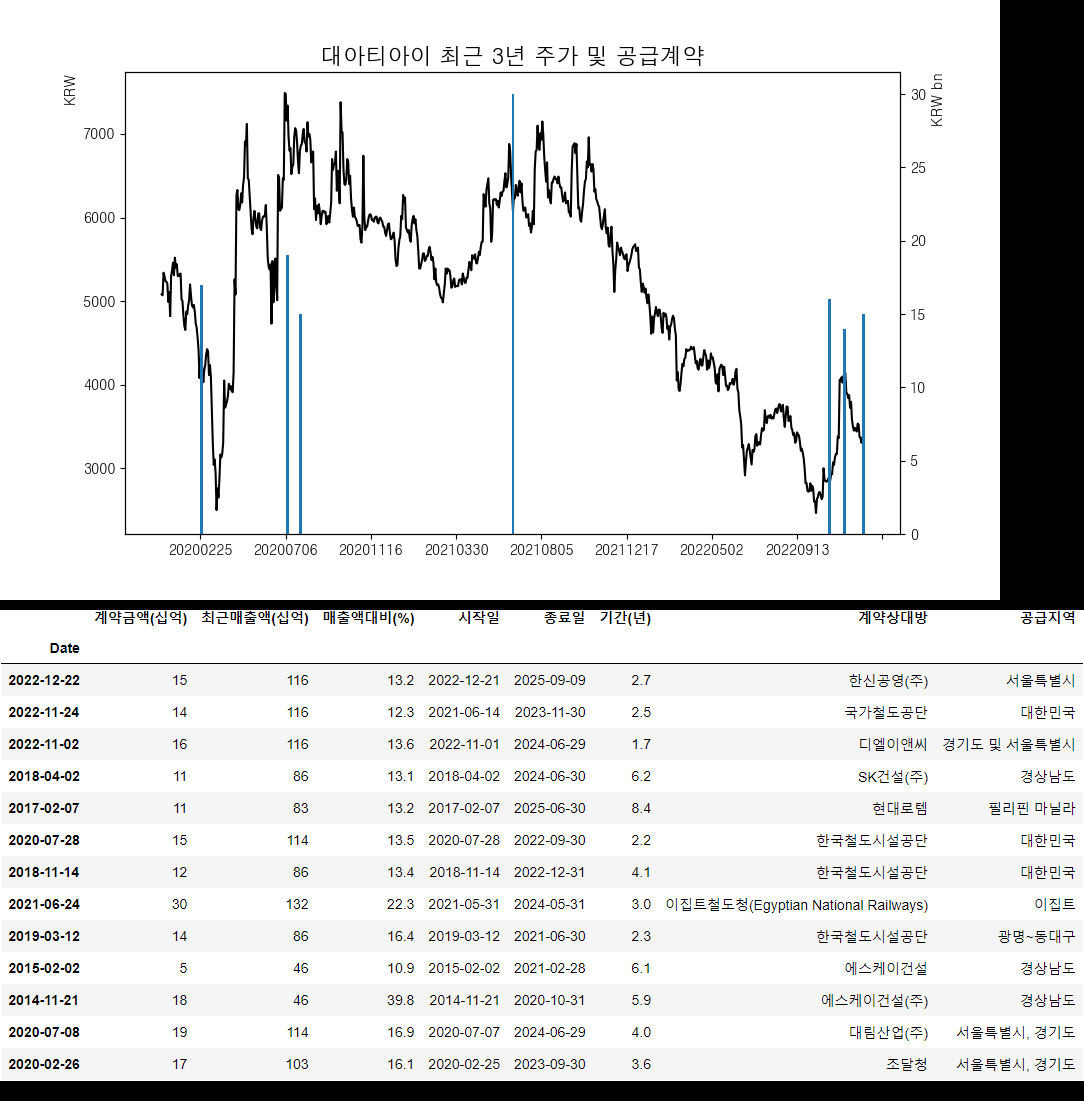 대아티아이 최근 3년 주가 및 공급계약
KRW
KRW bn
7000
6000
5000
4000
3000
30
25
20
15
10
5
0
20200225 20200706 20201116 20210330 20210805 20211217 20220502 20220913
계약금액(십억) 최근매출액(십억) 매출액대비(%) 시작일 종료일 기간(년) 계약상대방 공급지역
Date
2022-12-22 15 116 13.2 2022-12-21 2025-09-09 2.7 한신공영(주) 서울특별시
2022-11-24 14 116 12.3 2021-06-14 2023-11-30 2.5 국가철도공단 대한민국
2022-11-02 16 116 13.6 2022-11-01 2024-06-29 1.7 디엘이앤씨 경기도 및 서울특별시
2018-04-02 11 86 13.1 2018-04-02 2024-06-30 6.2 SK건설(주) 경상남도
2017-02-07 11 83 13.2 2017-02-07 2025-06-30 8.4 현대로템 필리핀 마닐라
2020-07-28 15 114 13.5 2020-07-28 2022-09-30 2.2 한국철도시설공단 대한민국
2018-11-14 12 86 13.4 2018-11-14 2022-12-31 4.1 한국철도시설공단 대한민국
2021-06-24 30 132 22.3 2021-05-31 2024-05-31 3.0 이집트철도청(Egyptian National Railways) 이집트
2019-03-12 14 86 16.4 2019-03-12 2021-06-30 2.3 한국철도시설공단 광명~동대구
2015-02-02 5 46 10.9 2015-02-02 2021-02-28 6.1 에스케이건설 경상남도
2014-11-21 18 46 39.8 2014-11-21 2020-10-31 5.9 에스케이건설(주) 경상남도
2020-07-08 19 114 16.9 2020-07-07 2024-06-29 4.0 대림산업(주) 서울특별시, 경기도
2020-02-26 17 103 16.1 2020-02-25 2023-09-30 3.6 조달청 서울특별시, 경기도